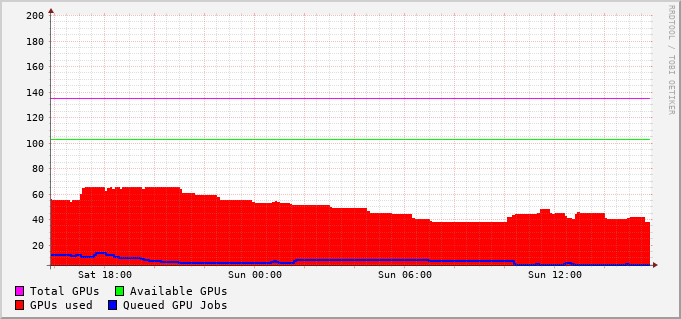 200
180
160
140
120
100
80
60
40
20
Sat 18:00 Sun 00:00 Sun 06:00 Sun 12:00
Total GPUs Available GPUs
GPUs used Queued GPU Jobs
RRDTOOL / TOBI OETIKER